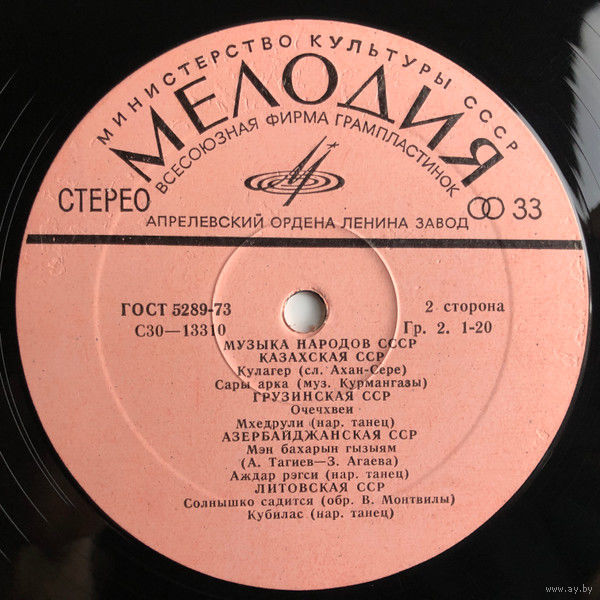 МИНИСТЕРСТВО КУЛЬТУРЫ СССР
МЕЛОДИЯ
ВСЕСОЮЗНАЯ ФИРМА ГРАМПЛАСТИНОК
СТЕРЕО
33
АПРЕЛЕВСКИЙ ОРДЕНА ЛЕНИНА ЗАВОД
ГОСТ 5289-73
2 сторона
С30—13310
Гр. 2. 1-20
МУЗЫКА НАРОДОВ СССР
КАЗАХСКАЯ ССР
Кулагер (сл. Ахан-Сере)
Сары арка (муз. Курмангазы)
ГРУЗИНСКАЯ ССР
Очечхвеи
Мхедрули (нар. танец)
АЗЕРБАЙДЖАНСКАЯ ССР
Мэн бахарын гызыям
(А. Тагиев—З. Агаева)
Аждар рэгси (нар. танец)
ЛИТОВСКАЯ ССР
Солнышко садится (обр. В. Монтвилы)
Кубилас (нар. танец)
www.ay.by